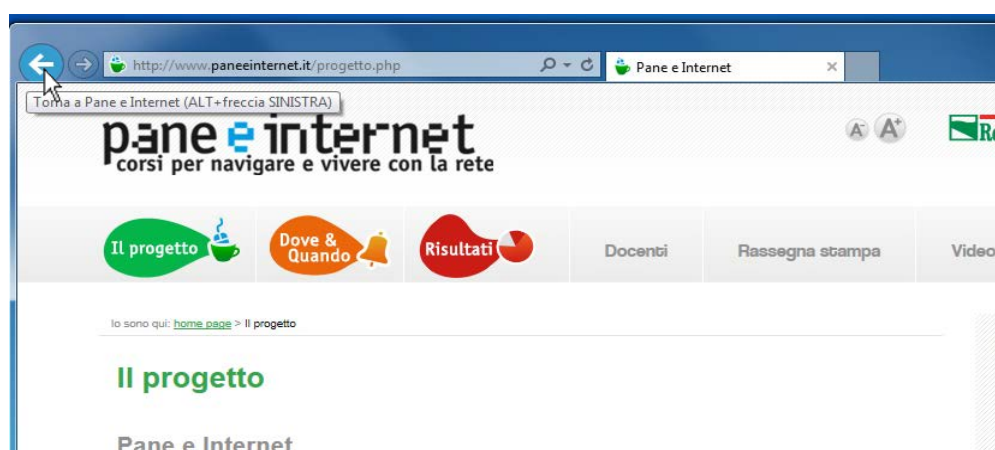 http://www.paneeinternet.it/progetto.php
Pane e Internet
Torna a Pane e Internet (ALT+freccia SINISTRA)
pane e internet
corsi per navigare e vivere con la rete
A- A+
Il progetto
Dove &
Quando
Risultati
Docenti
Rassegna stampa
Video
Io sono qui: home page > Il progetto
Il progetto
Pane e Internet